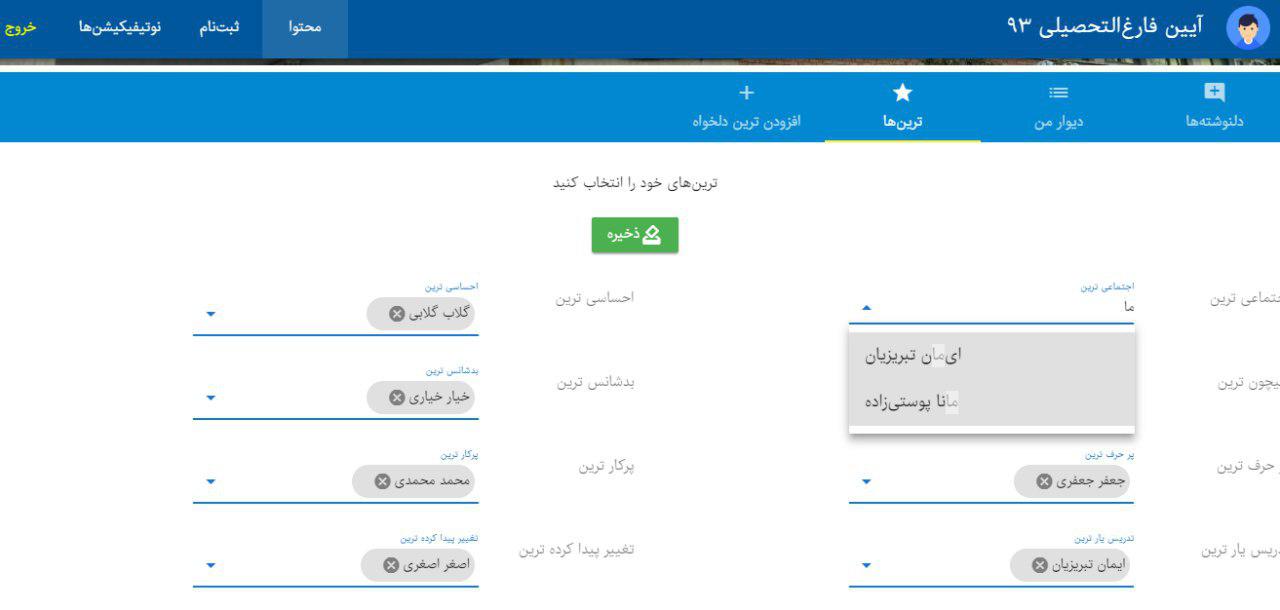 آیین فارغ‌التحصیلی ۹۳
محتوا
ثبت‌نام
نوتیفیکیشن‌ها
خروج
دلنوشته‌ها
دیوار من
ترین‌ها
افزودن ترین دلخواه
ترین‌های خود را انتخاب کنید
ذخیره
جتماعی ترین
اجتماعی ترین
ما
ای‌مان تبریزیان
مانا پوستی‌زاده
احساسی ترین
احساسی ترین
گلاب گلابی
یچون ترین
بدشانس ترین
بدشانس ترین
خیار خیاری
ر حرف ترین
پر حرف ترین
جعفر جعفری
پرکار ترین
پرکار ترین
محمد محمدی
دریس یار ترین
تدریس یار ترین
ایمان تبریزیان
تغییر پیدا کرده ترین
تغییر پیدا کرده ترین
اصغر اصغری